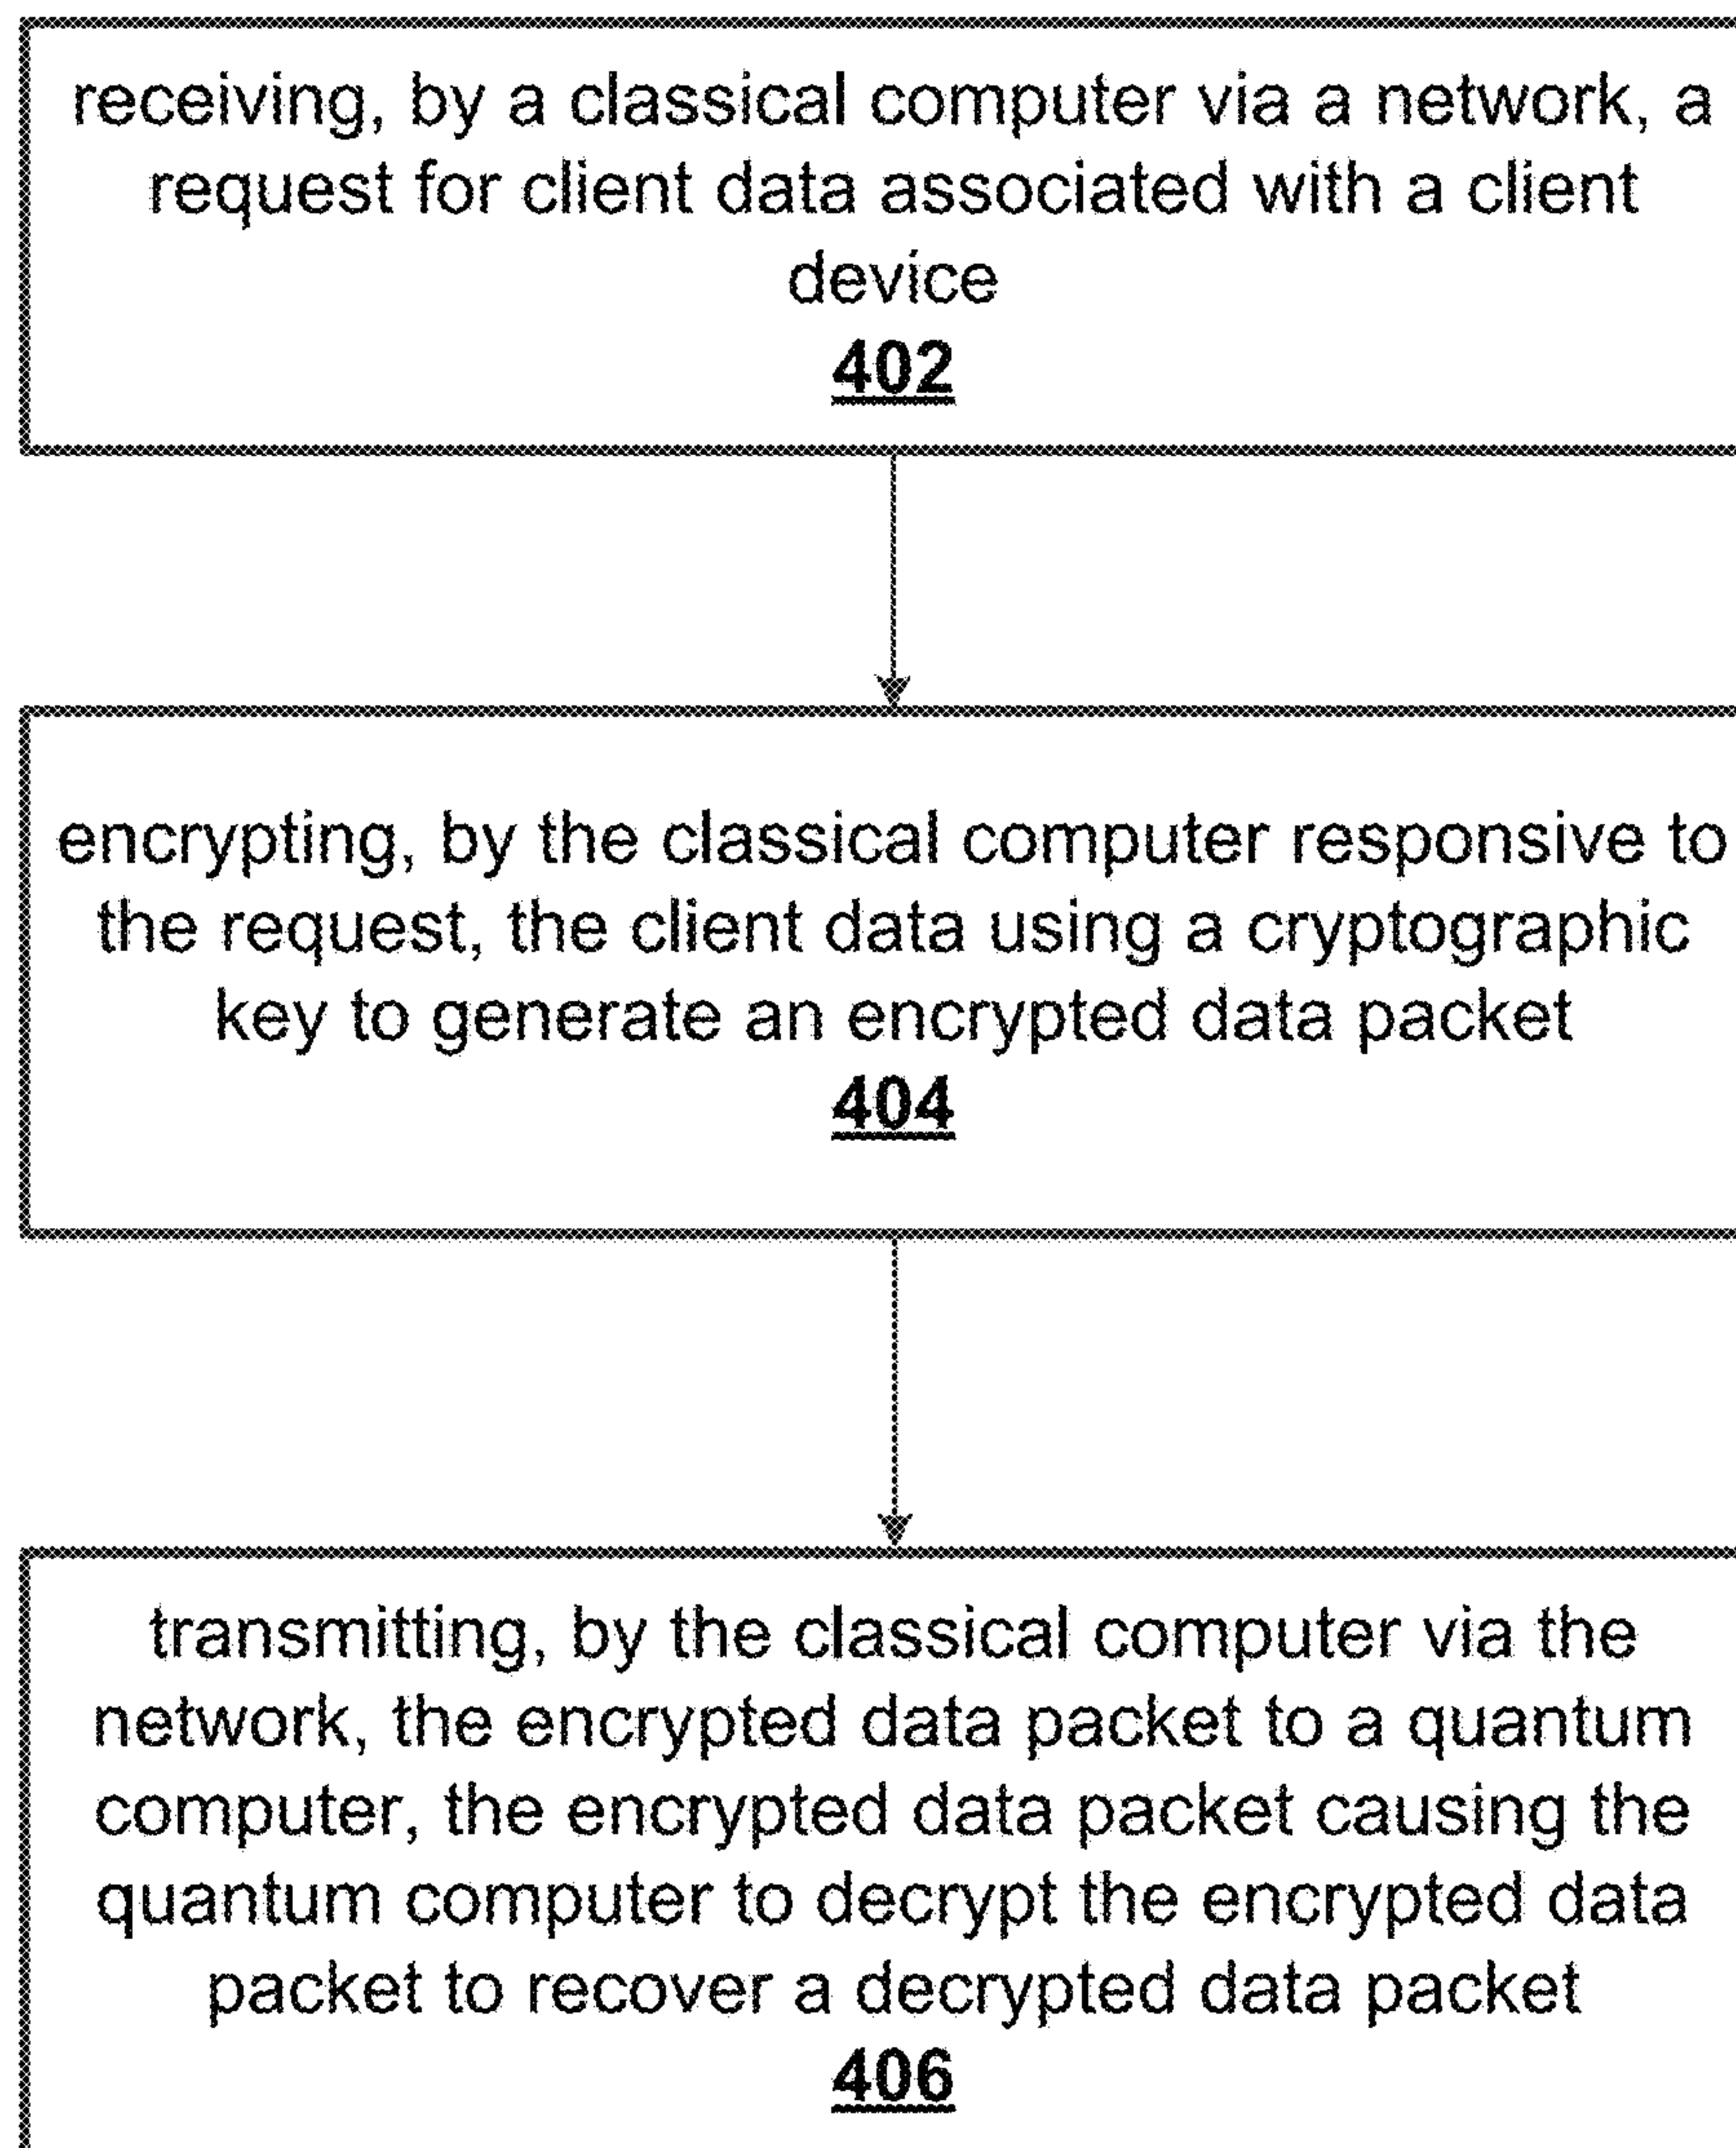 receiving, by a classical computer via a network, a
request for client data associated with a client
device
402
encrypting, by the classical computer responsive to
the request, the client data using a cryptographic
key to generate an encrypted data packet
404
transmitting, by the classical computer via the
network, the encrypted data packet to a quantum
computer, the encrypted data packet causing the
quantum computer to decrypt the encrypted data
packet to recover a decrypted data packet
406